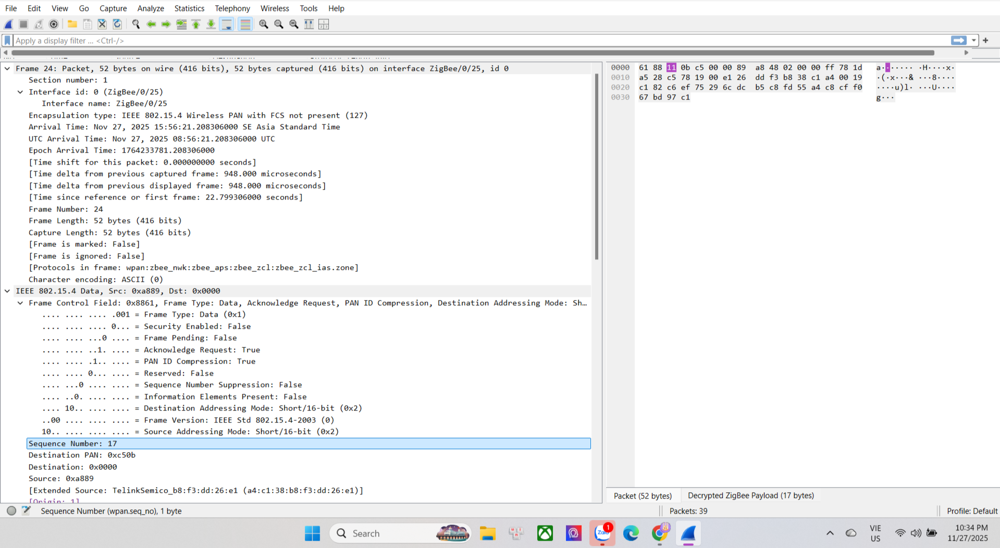 File Edit View Go Capture Analyze Statistics Telephony Wireless Tools Help
Apply a display filter ... <Ctrl-/>
Frame 24: Packet, 52 bytes on wire (416 bits), 52 bytes captured (416 bits) on interface ZigBee/0/25, id 0
Section number: 1
Interface id: 0 (ZigBee/0/25)
Interface name: ZigBee/0/25
Encapsulation type: IEEE 802.15.4 Wireless PAN with FCS not present (127)
Arrival Time: Nov 27, 2025 15:56:21.208306000 SE Asia Standard Time
UTC Arrival Time: Nov 27, 2025 08:56:21.208306000 UTC
Epoch Arrival Time: 1764233781.208306000
[Time shift for this packet: 0.000000000 seconds]
[Time delta from previous captured frame: 948.000 microseconds]
[Time delta from previous displayed frame: 948.000 microseconds]
[Time since reference or first frame: 22.799306000 seconds]
Frame Number: 24
Frame Length: 52 bytes (416 bits)
Capture Length: 52 bytes (416 bits)
[Frame is marked: False]
[Frame is ignored: False]
[Protocols in frame: wpan:zbee_nwk:zbee_aps:zbee_zcl:zbee_zcl_ias.zone]
Character encoding: ASCII (0)
IEEE 802.15.4 Data, Src: 0xa889, Dst: 0x0000
Frame Control Field: 0x8861, Frame Type: Data, Acknowledge Request, PAN ID Compression, Destination Addressing Mode: Sh…
.... .... .... .001 = Frame Type: Data (0x1)
.... .... .... 0... = Security Enabled: False
.... .... ...0 .... = Frame Pending: False
.... .... ..1. .... = Acknowledge Request: True
.... .... .1.. .... = PAN ID Compression: True
.... .... 0... .... = Reserved: False
.... ...0 .... .... = Sequence Number Suppression: False
.... ..0. .... .... = Information Elements Present: False
.... 10.. .... .... = Destination Addressing Mode: Short/16-bit (0x2)
..00 .... .... .... = Frame Version: IEEE Std 802.15.4-2003 (0)
10.. .... .... .... = Source Addressing Mode: Short/16-bit (0x2)
Sequence Number: 17
Destination PAN: 0xc50b
Destination: 0x0000
Source: 0xa889
[Extended Source: TelinkSemico_b8:f3:dd:26:e1 (a4:c1:38:b8:f3:dd:26:e1)]
[Origin: 1]
0000 61 88 11 0b c5 00 00 89 a8 48 02 00 00 ff 78 1d a······· ·H····x·
0010 a5 28 c5 78 19 00 e1 26 dd f3 b8 38 c1 a4 00 19 ·(·x···& ···8····
0020 c1 82 c6 ef 75 29 6c dc b5 c8 fd 55 a4 c8 cf f0 ····u)l· ···U····
0030 67 bd 97 c1 g···
Packet (52 bytes) Decrypted ZigBee Payload (17 bytes)
Sequence Number (wpan.seq_no), 1 byte Packets: 39 Profile: Default
Search
Zalo
1
VIE
US
10:34 PM
11/27/2025